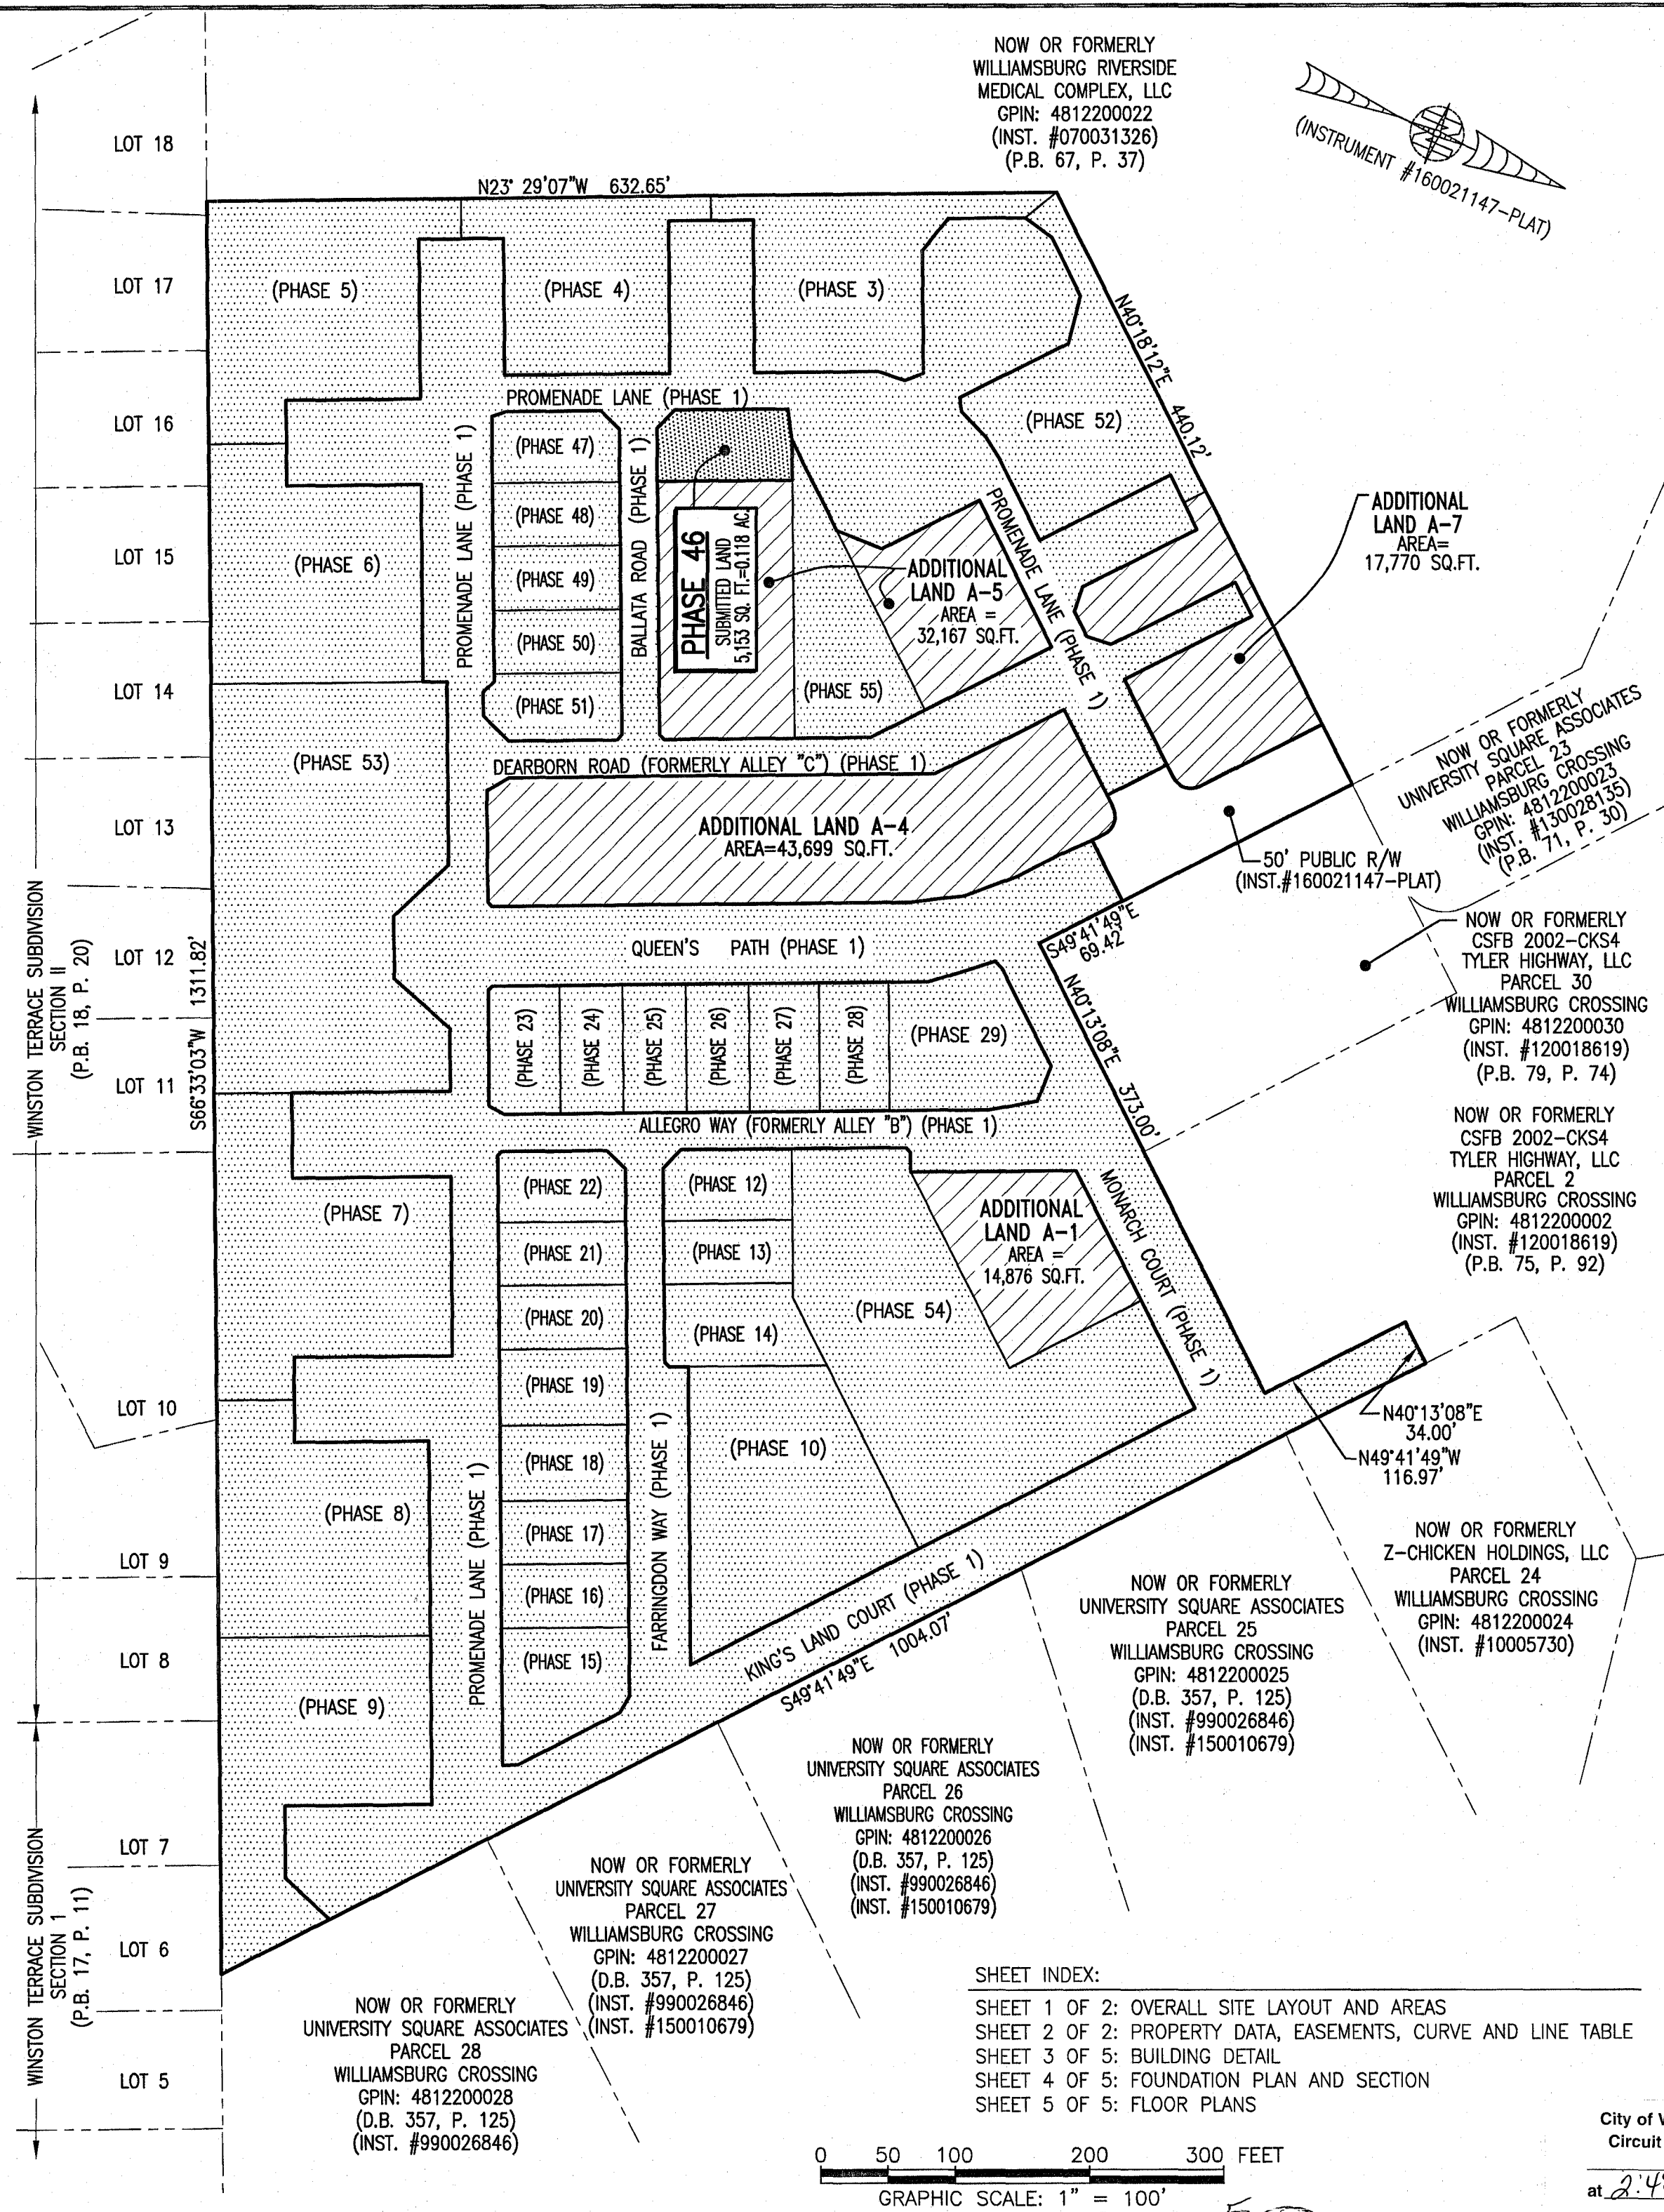 NOW OR FORMERLY
WILLIAMSBURG RIVERSIDE
MEDICAL COMPLEX, LLC
GPIN: 4812200022
(INST. #070031326)
(P.B. 67, P. 37)
(INSTRUMENT #160021147-PLAT)
LOT 18
LOT 17
LOT 16
LOT 15
LOT 14
LOT 13
LOT 12
LOT 11
LOT 10
LOT 9
LOT 8
LOT 7
LOT 6
LOT 5
WINSTON TERRACE SUBDIVISION
SECTION II
(P.B. 18, P. 20)
WINSTON TERRACE SUBDIVISION
SECTION 1
(P.B. 17, P. 11)
S66°33'03"W 1311.82'
N23° 29'07"W 632.65'
N40°18'12"E 440.12'
(PHASE 5)
(PHASE 4)
(PHASE 3)
(PHASE 52)
PROMENADE LANE (PHASE 1)
PROMENADE LANE (PHASE 1)
(PHASE 47)
(PHASE 48)
(PHASE 49)
(PHASE 50)
(PHASE 51)
BALLATA ROAD (PHASE 1)
PHASE 46
SUBMITTED LAND
5,153 SQ. FT.=0.118 AC.
ADDITIONAL
LAND A-5
AREA =
32,167 SQ.FT.
PROMENADE LANE (PHASE 1)
ADDITIONAL
LAND A-7
AREA=
17,770 SQ.FT.
(PHASE 6)
(PHASE 55)
(PHASE 53)
DEARBORN ROAD (FORMERLY ALLEY "C") (PHASE 1)
ADDITIONAL LAND A-4
AREA=43,699 SQ.FT.
50' PUBLIC R/W
(INST.#160021147-PLAT)
NOW OR FORMERLY
UNIVERSITY SQUARE ASSOCIATES
PARCEL 23
WILLIAMSBURG CROSSING
GPIN: 4812200023
(INST. #130028135)
(P.B. 71, P. 30)
QUEEN'S PATH (PHASE 1)
S49°41'49"E
69.42'
N40°13'08"E 373.00'
NOW OR FORMERLY
CSFB 2002-CKS4
TYLER HIGHWAY, LLC
PARCEL 30
WILLIAMSBURG CROSSING
GPIN: 4812200030
(INST. #120018619)
(P.B. 79, P. 74)
(PHASE 23)
(PHASE 24)
(PHASE 25)
(PHASE 26)
(PHASE 27)
(PHASE 28)
(PHASE 29)
ALLEGRO WAY (FORMERLY ALLEY "B") (PHASE 1)
NOW OR FORMERLY
CSFB 2002-CKS4
TYLER HIGHWAY, LLC
PARCEL 2
WILLIAMSBURG CROSSING
GPIN: 4812200002
(INST. #120018619)
(P.B. 75, P. 92)
(PHASE 7)
(PHASE 22)
(PHASE 21)
(PHASE 20)
(PHASE 19)
(PHASE 18)
(PHASE 17)
(PHASE 16)
(PHASE 15)
(PHASE 12)
(PHASE 13)
(PHASE 14)
(PHASE 54)
(PHASE 10)
ADDITIONAL
LAND A-1
AREA =
14,876 SQ.FT.
MONARCH COURT (PHASE 1)
PROMENADE LANE (PHASE 1)
FARRINGDON WAY (PHASE 1)
(PHASE 8)
(PHASE 9)
KING'S LAND COURT (PHASE 1)
S49°41'49"E 1004.07'
N40°13'08"E
34.00'
N49°41'49"W
116.97'
NOW OR FORMERLY
Z-CHICKEN HOLDINGS, LLC
PARCEL 24
WILLIAMSBURG CROSSING
GPIN: 4812200024
(INST. #10005730)
NOW OR FORMERLY
UNIVERSITY SQUARE ASSOCIATES
PARCEL 25
WILLIAMSBURG CROSSING
GPIN: 4812200025
(D.B. 357, P. 125)
(INST. #990026846)
(INST. #150010679)
NOW OR FORMERLY
UNIVERSITY SQUARE ASSOCIATES
PARCEL 26
WILLIAMSBURG CROSSING
GPIN: 4812200026
(D.B. 357, P. 125)
(INST. #990026846)
(INST. #150010679)
NOW OR FORMERLY
UNIVERSITY SQUARE ASSOCIATES
PARCEL 27
WILLIAMSBURG CROSSING
GPIN: 4812200027
(D.B. 357, P. 125)
(INST. #990026846)
(INST. #150010679)
NOW OR FORMERLY
UNIVERSITY SQUARE ASSOCIATES
PARCEL 28
WILLIAMSBURG CROSSING
GPIN: 4812200028
(D.B. 357, P. 125)
(INST. #990026846)
SHEET INDEX:
SHEET 1 OF 2: OVERALL SITE LAYOUT AND AREAS
SHEET 2 OF 2: PROPERTY DATA, EASEMENTS, CURVE AND LINE TABLE
SHEET 3 OF 5: BUILDING DETAIL
SHEET 4 OF 5: FOUNDATION PLAN AND SECTION
SHEET 5 OF 5: FLOOR PLANS
0 50 100 200 300 FEET
GRAPHIC SCALE: 1" = 100'
City of
Circuit
at